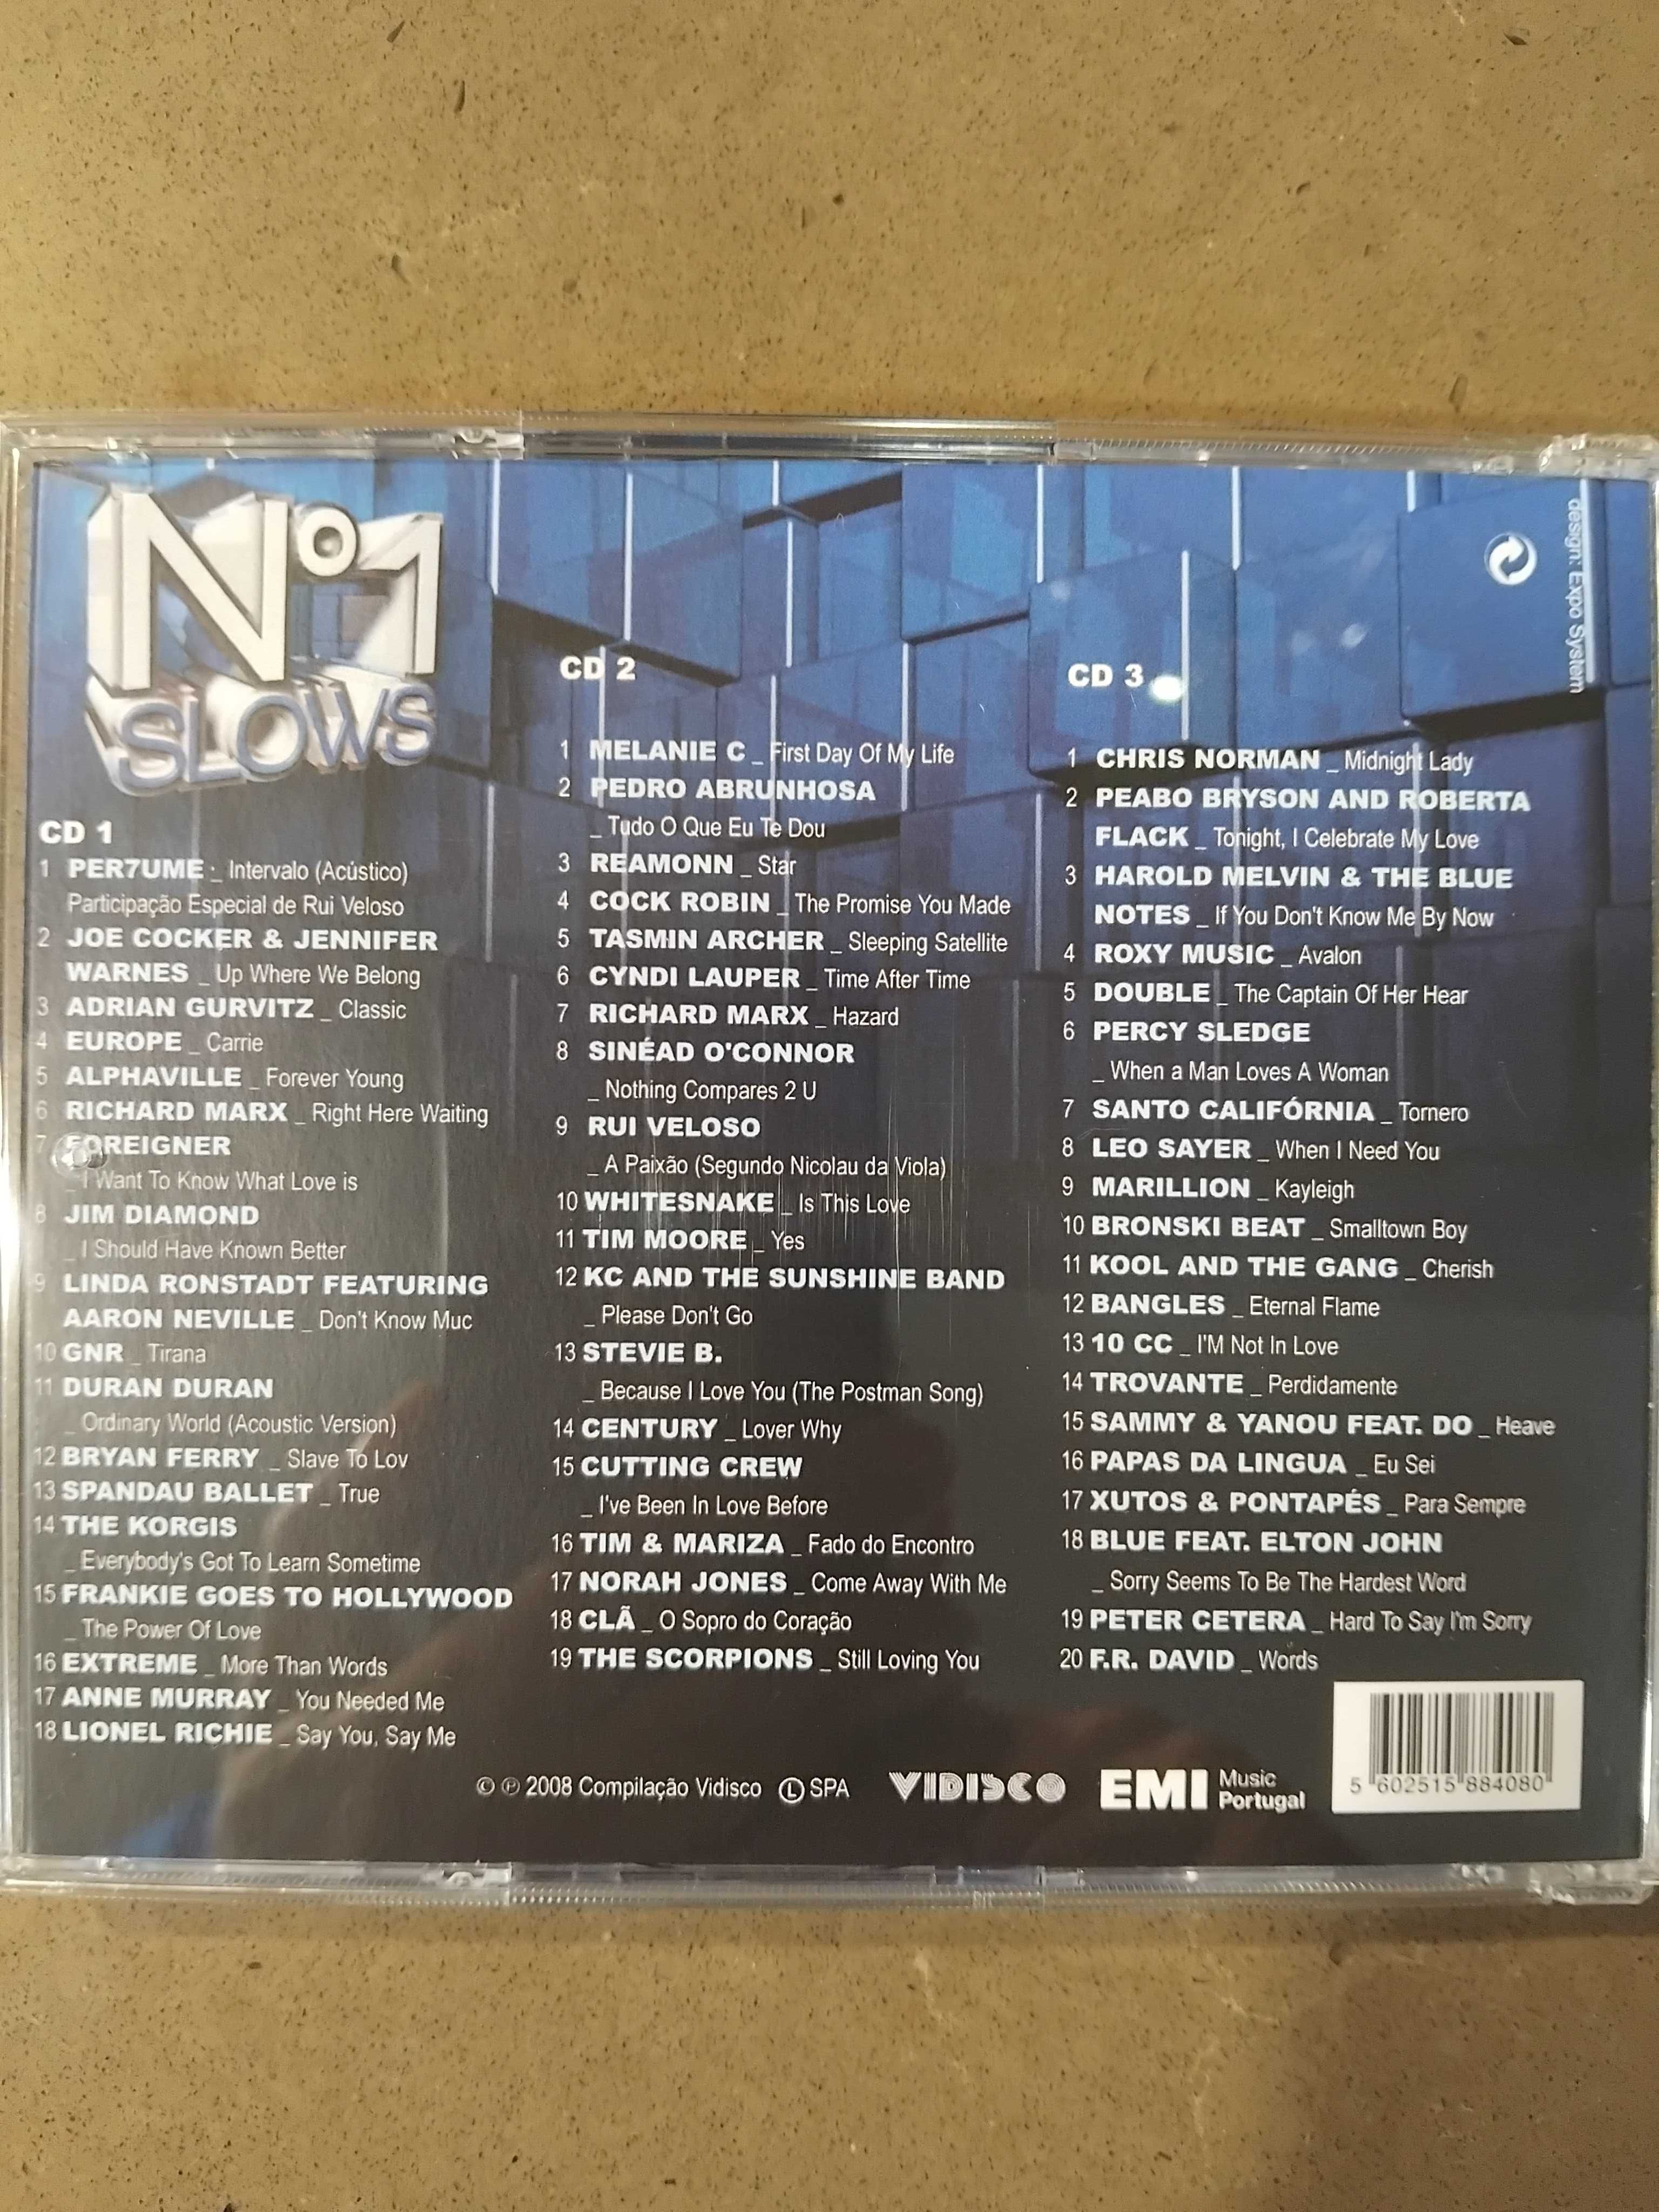 Nº1
SLOWS
CD 1
1 PER7UME _ Intervalo (Acústico)
Participação Especial de Rui Veloso
2 JOE COCKER & JENNIFER
WARNES _ Up Where We Belong
3 ADRIAN GURVITZ _ Classic
4 EUROPE _ Carrie
5 ALPHAVILLE _ Forever Young
6 RICHARD MARX _ Right Here Waiting
7 FOREIGNER
_ I Want To Know What Love is
8 JIM DIAMOND
_ I Should Have Known Better
9 LINDA RONSTADT FEATURING
AARON NEVILLE _ Don't Know Muc
10 GNR _ Tirana
11 DURAN DURAN
_ Ordinary World (Acoustic Version)
12 BRYAN FERRY _ Slave To Lov
13 SPANDAU BALLET _ True
14 THE KORGIS
_ Everybody's Got To Learn Sometime
15 FRANKIE GOES TO HOLLYWOOD
_ The Power Of Love
16 EXTREME _ More Than Words
17 ANNE MURRAY _ You Needed Me
18 LIONEL RICHIE _ Say You, Say Me
CD 2
1 MELANIE C _ First Day Of My Life
2 PEDRO ABRUNHOSA
_ Tudo O Que Eu Te Dou
3 REAMONN _ Star
4 COCK ROBIN _ The Promise You Made
5 TASMIN ARCHER _ Sleeping Satellite
6 CYNDI LAUPER _ Time After Time
7 RICHARD MARX _ Hazard
8 SINÉAD O'CONNOR
_ Nothing Compares 2 U
9 RUI VELOSO
_ A Paixão (Segundo Nicolau da Viola)
10 WHITESNAKE _ Is This Love
11 TIM MOORE _ Yes
12 KC AND THE SUNSHINE BAND
_ Please Don't Go
13 STEVIE B.
_ Because I Love You (The Postman Song)
14 CENTURY _ Lover Why
15 CUTTING CREW
_ I've Been In Love Before
16 TIM & MARIZA _ Fado do Encontro
17 NORAH JONES _ Come Away With Me
18 CLÃ _ O Sopro do Coração
19 THE SCORPIONS _ Still Loving You
CD 3
1 CHRIS NORMAN _ Midnight Lady
2 PEABO BRYSON AND ROBERTA
FLACK _ Tonight, I Celebrate My Love
3 HAROLD MELVIN & THE BLUE
NOTES _ If You Don't Know Me By Now
4 ROXY MUSIC _ Avalon
5 DOUBLE _ The Captain Of Her Hear
6 PERCY SLEDGE
_ When a Man Loves A Woman
7 SANTO CALIFÓRNIA _ Tornero
8 LEO SAYER _ When I Need You
9 MARILLION _ Kayleigh
10 BRONSKI BEAT _ Smalltown Boy
11 KOOL AND THE GANG _ Cherish
12 BANGLES _ Eternal Flame
13 10 CC _ I'M Not In Love
14 TROVANTE _ Perdidamente
15 SAMMY & YANOU FEAT. DO _ Heave
16 PAPAS DA LINGUA _ Eu Sei
17 XUTOS & PONTAPÉS _ Para Sempre
18 BLUE FEAT. ELTON JOHN
_ Sorry Seems To Be The Hardest Word
19 PETER CETERA _ Hard To Say I'm Sorry
20 F.R. DAVID _ Words
design: Expo System
© ℗ 2008 Compilação Vidisco Ⓛ SPA
VIDISCO
EMI Music Portugal
5 602515 884080